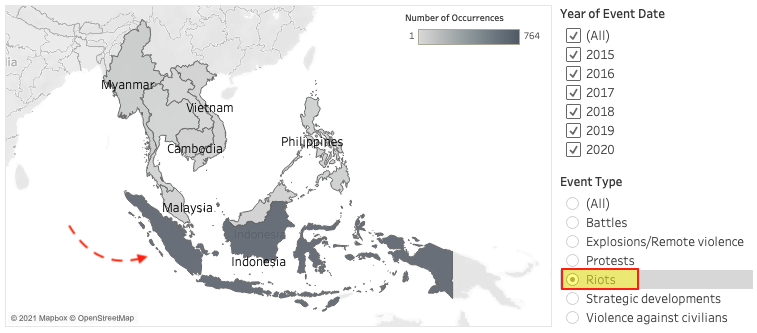 Number of Occurrences
1 764
ia
Myanmar
Vietnam
Cambodia
Philippines
Malaysia
Indonesia
Indonesia
© 2021 Mapbox © OpenStreetMap
Year of Event Date
(All)
2015
2016
2017
2018
2019
2020
Event Type
(All)
Battles
Explosions/Remote violence
Protests
Riots
Strategic developments
Violence against civilians